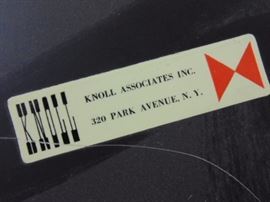 KNOLL
KNOLL ASSOCIATES INC.
320 PARK AVENUE, N. Y.